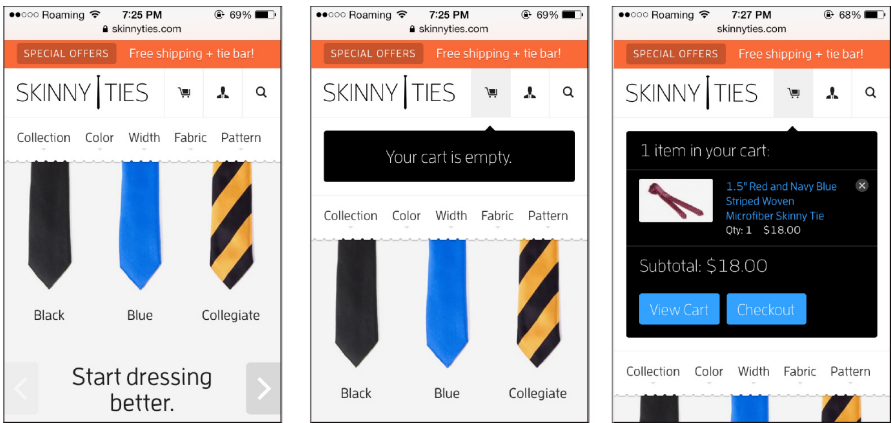 Roaming 7:25 PM 69%
skinnyties.com
SPECIAL OFFERS Free shipping + tie bar!
SKINNY TIES
Collection Color Width Fabric Pattern
Black Blue Collegiate
Start dressing
better.
Roaming 7:25 PM 69%
skinnyties.com
SPECIAL OFFERS Free shipping + tie bar!
SKINNY TIES
Your cart is empty.
Collection Color Width Fabric Pattern
Black Blue Collegiate
Roaming 7:27 PM 68%
skinnyties.com
SPECIAL OFFERS Free shipping + tie bar!
SKINNY TIES
1 item in your cart:
1.5" Red and Navy Blue
Striped Woven
Microfiber Skinny Tie
Qty: 1 $18.00
Subtotal: $18.00
View Cart Checkout
Collection Color Width Fabric Pattern